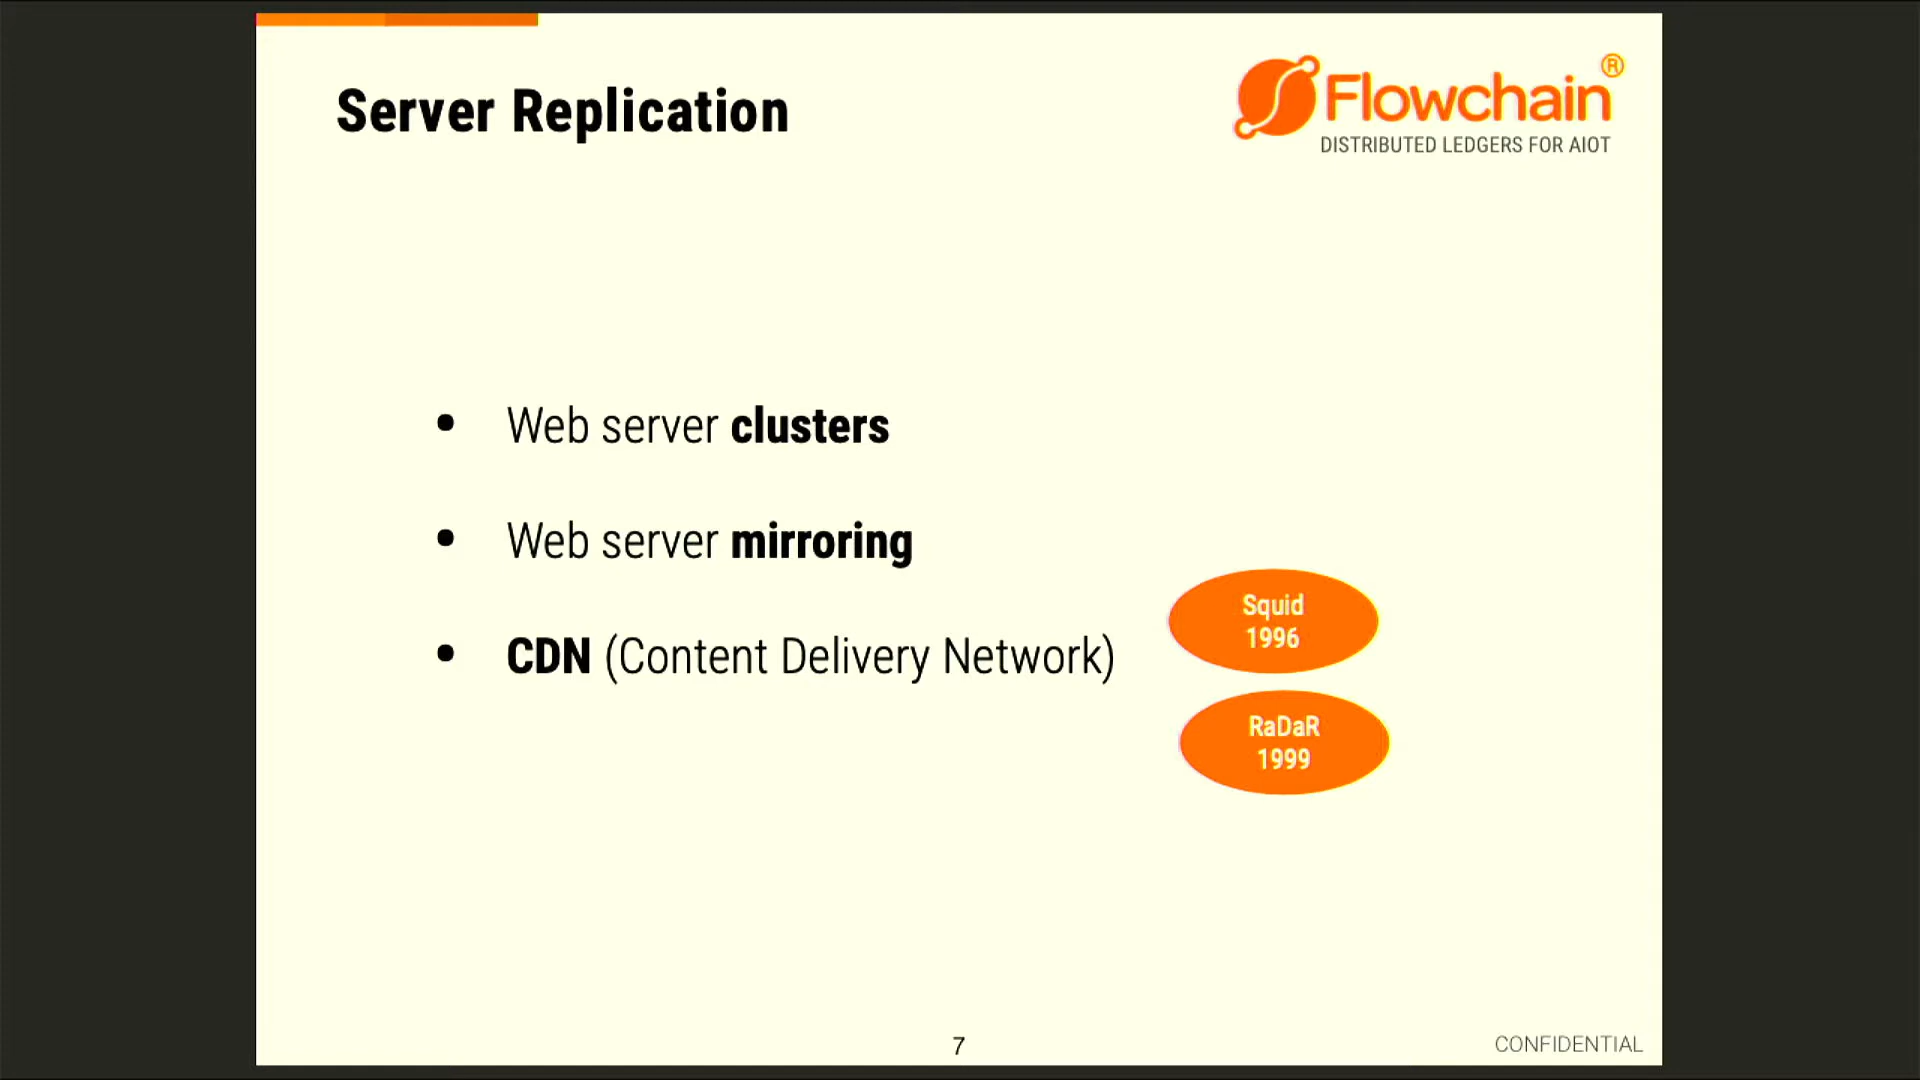 Server Replication
Flowchain®
DISTRIBUTED LEDGERS FOR AIOT
• Web server clusters
• Web server mirroring
• CDN (Content Delivery Network)
Squid
1996
RaDaR
1999
7
CONFIDENTIAL